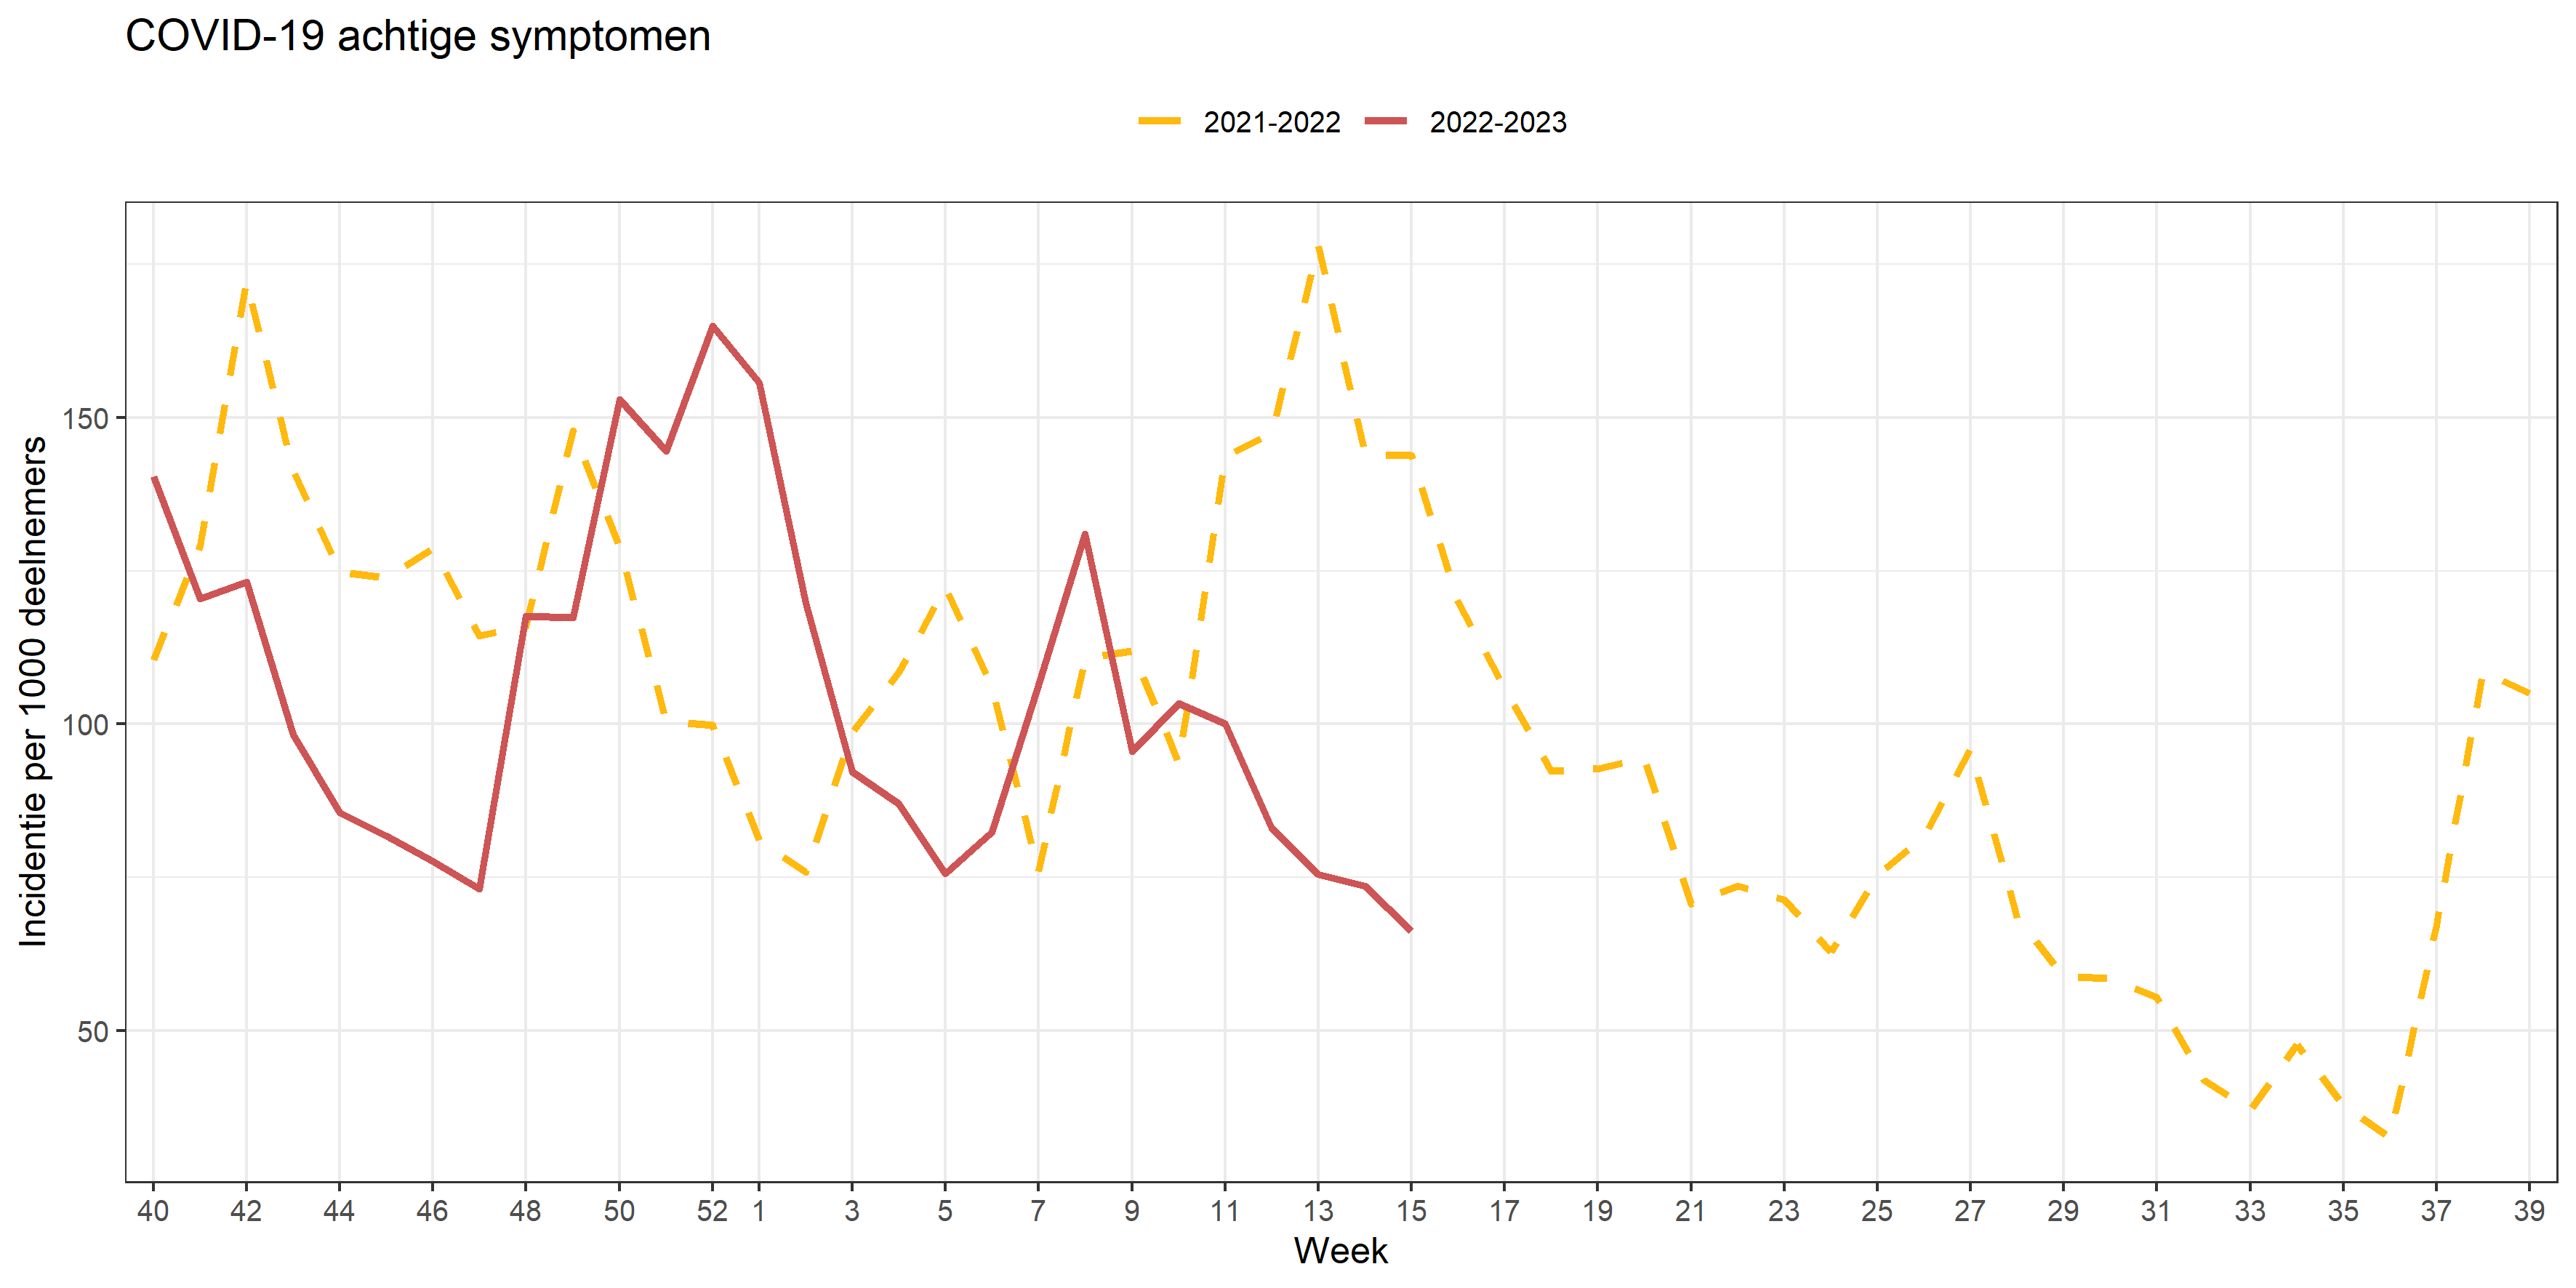 COVID-19 achtige symptomen
2021-2022 2022-2023
Incidentie per 1000 deelnemers
150
100
50
40 42 44 46 48 50 52 1 3 5 7 9 11 13 15 17 19 21 23 25 27 29 31 33 35 37 39
Week